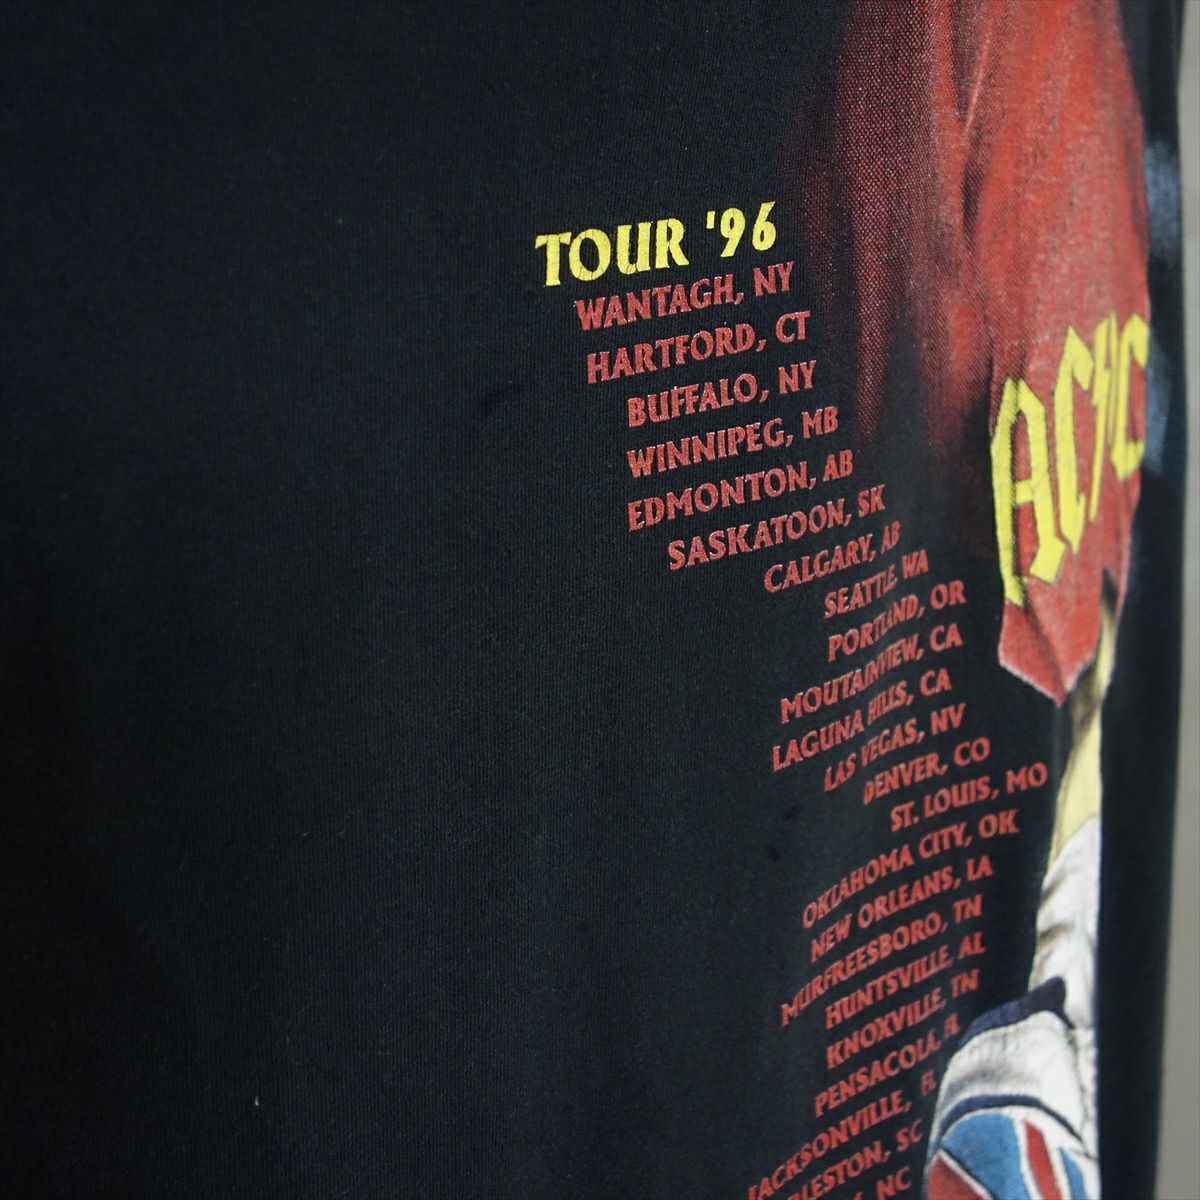 TOUR '96
WANTAGH, NY
HARTFORD, CT
BUFFALO, NY
WINNIPEG, MB
EDMONTON, AB
SASKATOON, SK
CALGARY, AB
SEATTLE, WA
PORTLAND, OR
MOUTAINVIEW, CA
LAGUNA HILLS, CA
LAS VEGAS, NV
DENVER, CO
ST. LOUIS, MO
OKLAHOMA CITY, OK
NEW ORLEANS, LA
MURFREESBORO, TN
HUNTSVILLE, AL
KNOXVILLE, TN
PENSACOLA, FL
JACKSONVILLE, FL
RLESTON, SC
NC
AC/DC